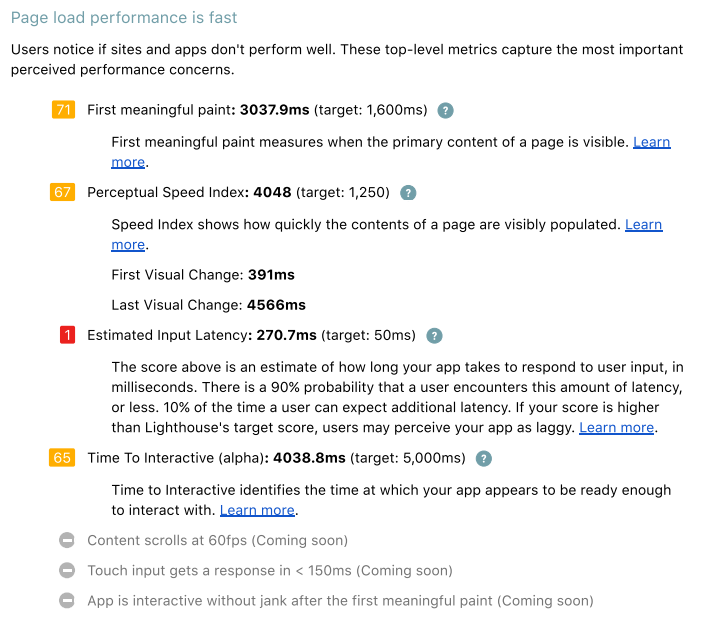 Page load performance is fast
Users notice if sites and apps don't perform well. These top-level metrics capture the most important
perceived performance concerns.
71 First meaningful paint: 3037.9ms (target: 1,600ms) ?
First meaningful paint measures when the primary content of a page is visible. Learn
more.
67 Perceptual Speed Index: 4048 (target: 1,250) ?
Speed Index shows how quickly the contents of a page are visibly populated. Learn
more.
First Visual Change: 391ms
Last Visual Change: 4566ms
1 Estimated Input Latency: 270.7ms (target: 50ms) ?
The score above is an estimate of how long your app takes to respond to user input, in
milliseconds. There is a 90% probability that a user encounters this amount of latency,
or less. 10% of the time a user can expect additional latency. If your score is higher
than Lighthouse's target score, users may perceive your app as laggy. Learn more.
65 Time To Interactive (alpha): 4038.8ms (target: 5,000ms) ?
Time to Interactive identifies the time at which your app appears to be ready enough
to interact with. Learn more.
Content scrolls at 60fps (Coming soon)
Touch input gets a response in < 150ms (Coming soon)
App is interactive without jank after the first meaningful paint (Coming soon)